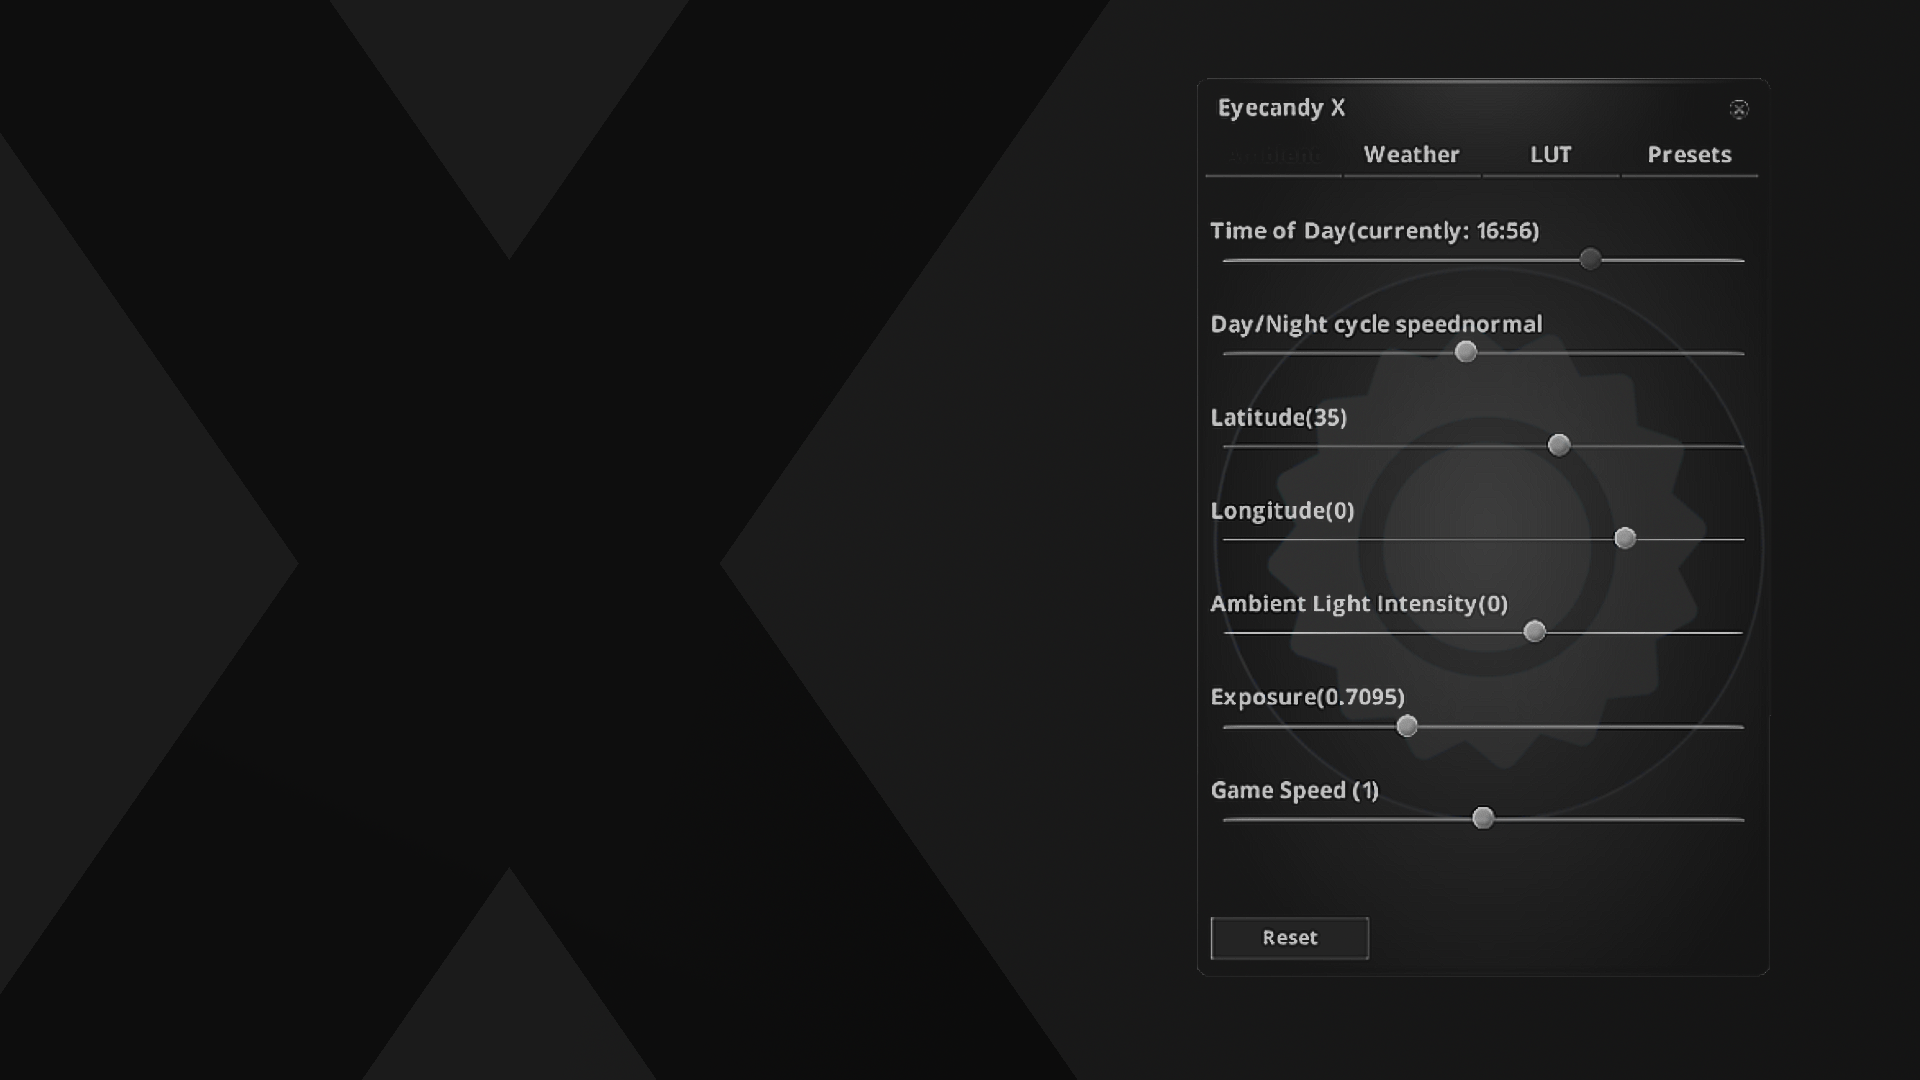 Eyecandy X
Weather LUT Presets
Time of Day(currently: 16:56)
Day/Night cycle speednormal
Latitude(35)
Longitude(0)
Ambient Light Intensity(0)
Exposure(0.7095)
Game Speed (1)
Reset